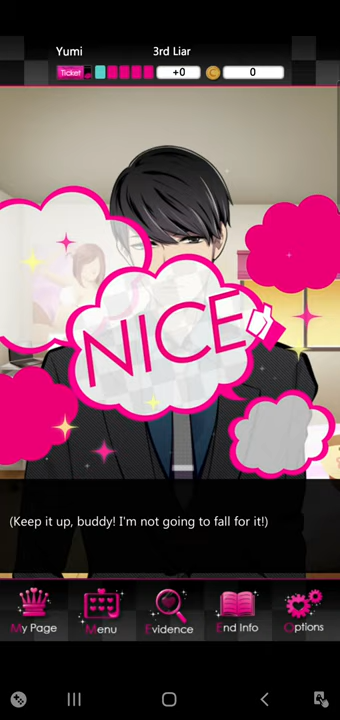 Yumi 3rd Liar
Ticket +0 C 0
NICE
(Keep it up, buddy! I'm not going to fall for it!)
My Page Menu Evidence End Info Options